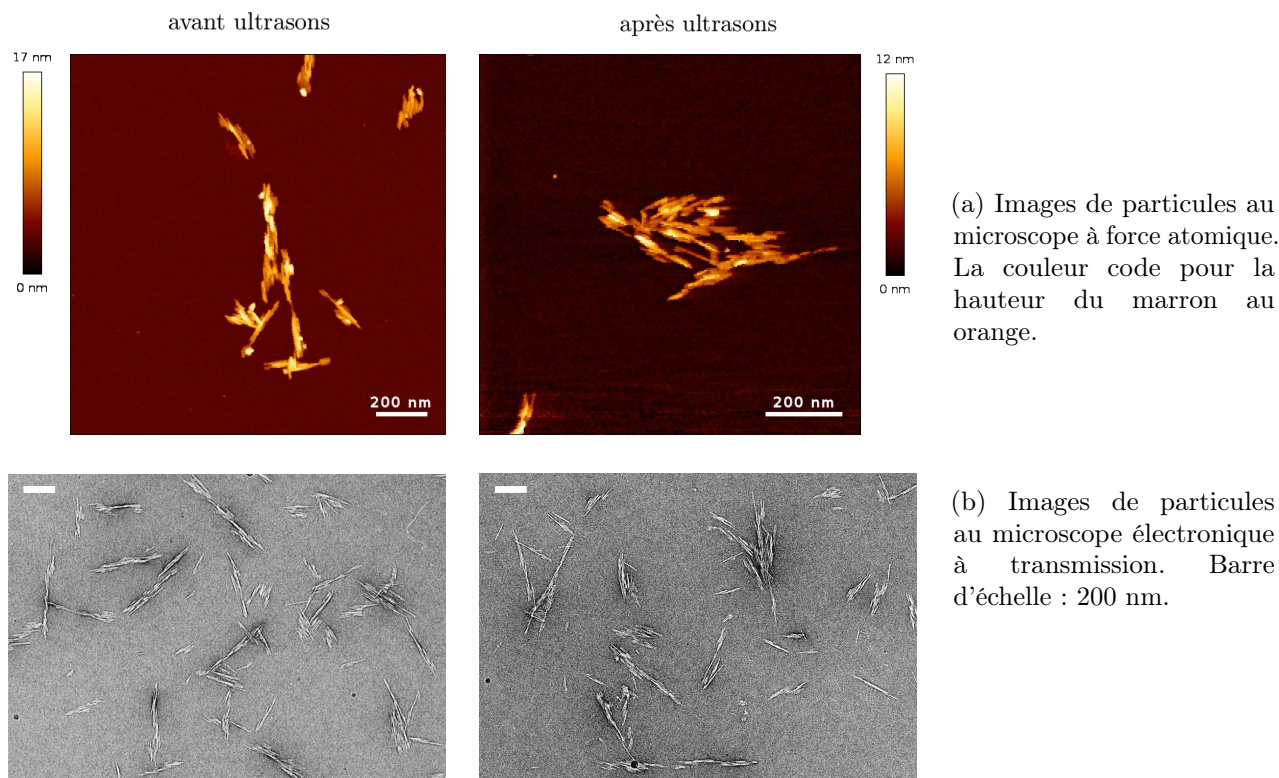 avant ultrasons
après ultrasons
17 nm
0 nm
200 nm
200 nm
12 nm
0 nm
(a) Images de particules au
microscope à force atomique.
La couleur code pour la
hauteur du marron au
orange.
(b) Images de particules
au microscope électronique
à transmission. Barre
d'échelle : 200 nm.